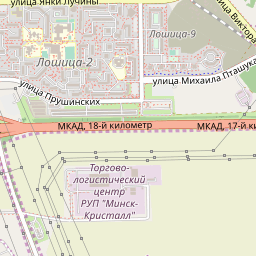 улица Янки Лучины
Лошица-9
Лошица-2
улица Виктора
улица Михаила Пташука
улица Прушинских
МКАД, 18-й километр
МКАД, 17-й к
Торгово-
логистический
центр
РУП "Минск-
Кристалл"